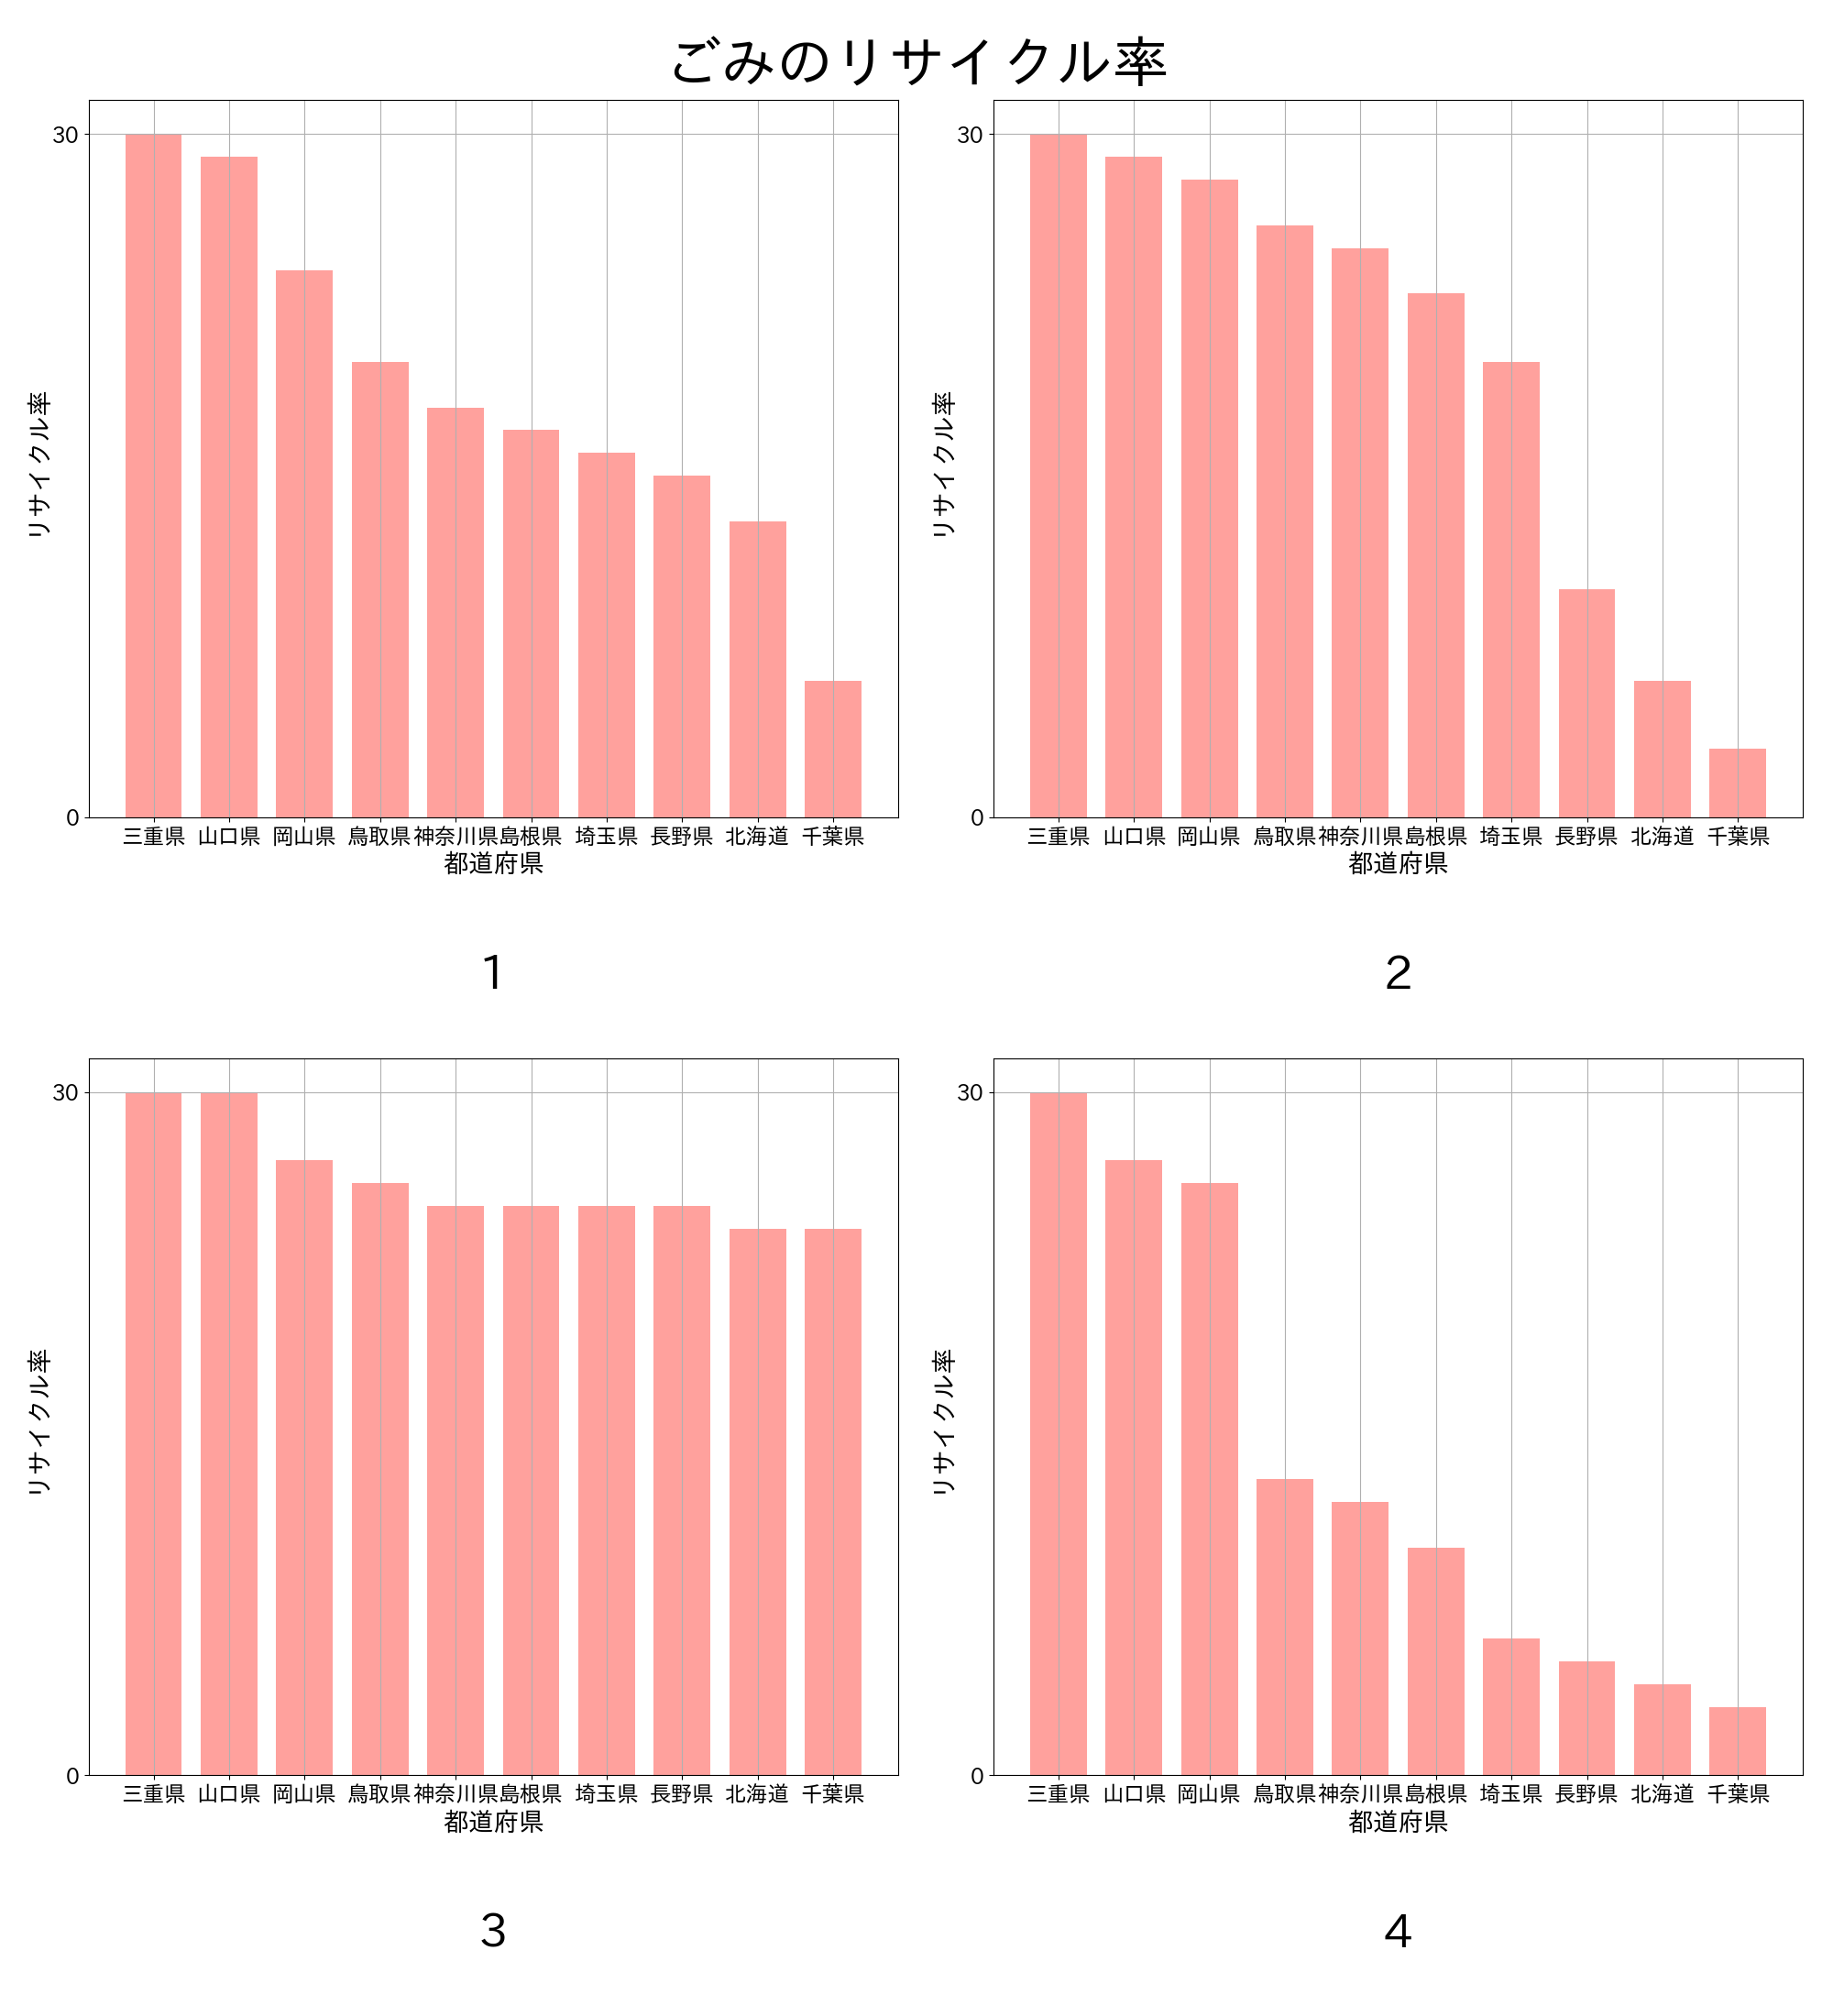 ごみのリサイクル率
30
0
リサイクル率
三重県 山口県 岡山県 鳥取県 神奈川県 島根県 埼玉県 長野県 北海道 千葉県
都道府県
1
30
0
リサイクル率
三重県 山口県 岡山県 鳥取県 神奈川県 島根県 埼玉県 長野県 北海道 千葉県
都道府県
2
30
0
リサイクル率
三重県 山口県 岡山県 鳥取県 神奈川県 島根県 埼玉県 長野県 北海道 千葉県
都道府県
3
30
0
リサイクル率
三重県 山口県 岡山県 鳥取県 神奈川県 島根県 埼玉県 長野県 北海道 千葉県
都道府県
4